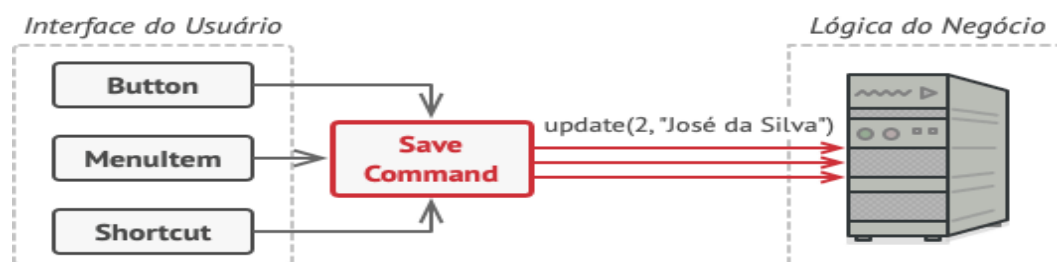 Interface do Usuário
Lógica do Negócio
Button
MenuItem
Shortcut
Save
Command
update(2, "José da Silva")